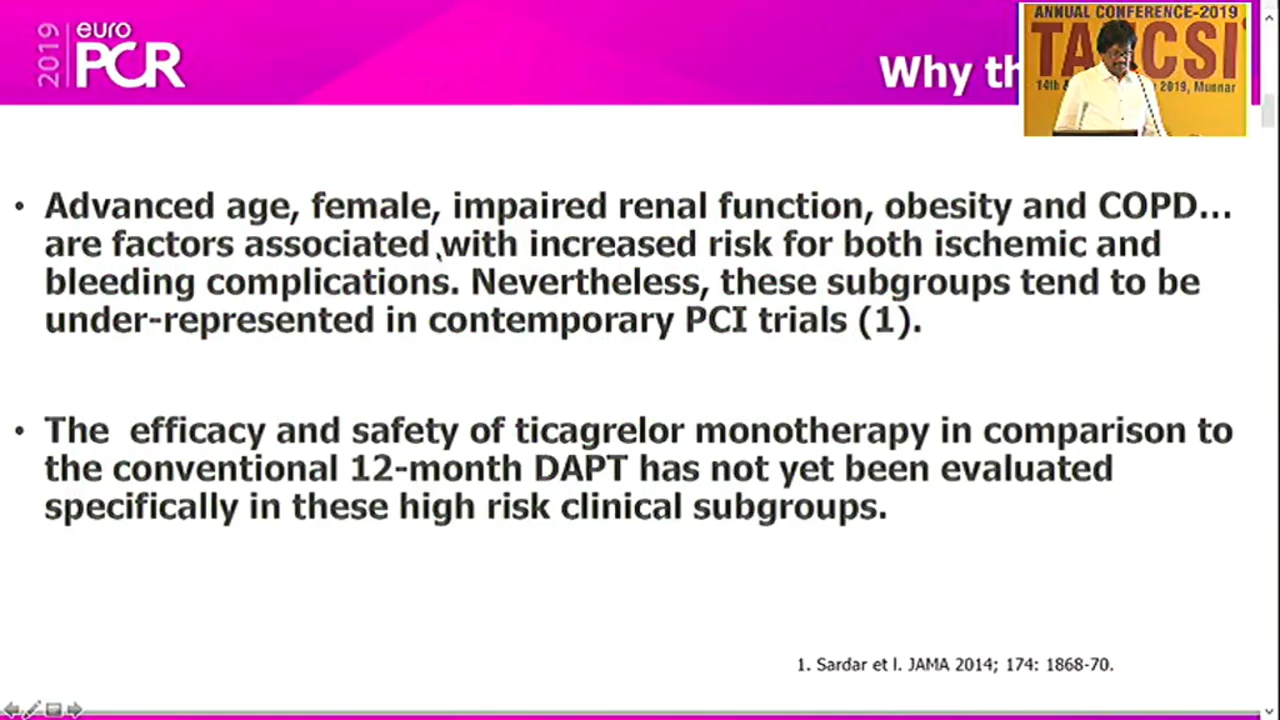 2019 euro PCR
Why th
ANNUAL CONFERENCE-2019
CSI
14th & 2019, Munnar
• Advanced age, female, impaired renal function, obesity and COPD...
are factors associated with increased risk for both ischemic and
bleeding complications. Nevertheless, these subgroups tend to be
under-represented in contemporary PCI trials (1).
• The efficacy and safety of ticagrelor monotherapy in comparison to
the conventional 12-month DAPT has not yet been evaluated
specifically in these high risk clinical subgroups.
1. Sardar et l. JAMA 2014; 174: 1868-70.